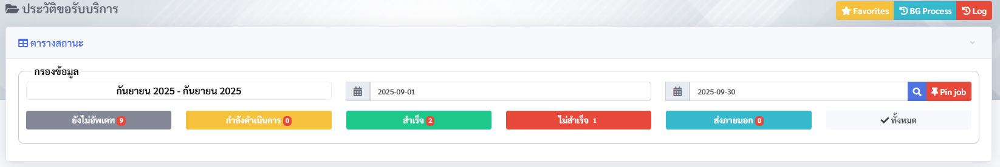 ประวัติขอรับบริการ
Favorites BG Process Log
ตารางสถานะ
กรองข้อมูล
กันยายน 2025 - กันยายน 2025 2025-09-01 2025-09-30 Pin job
ยังไม่อัพเดท 9 กำลังดำเนินการ 0 สำเร็จ 2 ไม่สำเร็จ 1 ส่งภายนอก 0 ทั้งหมด